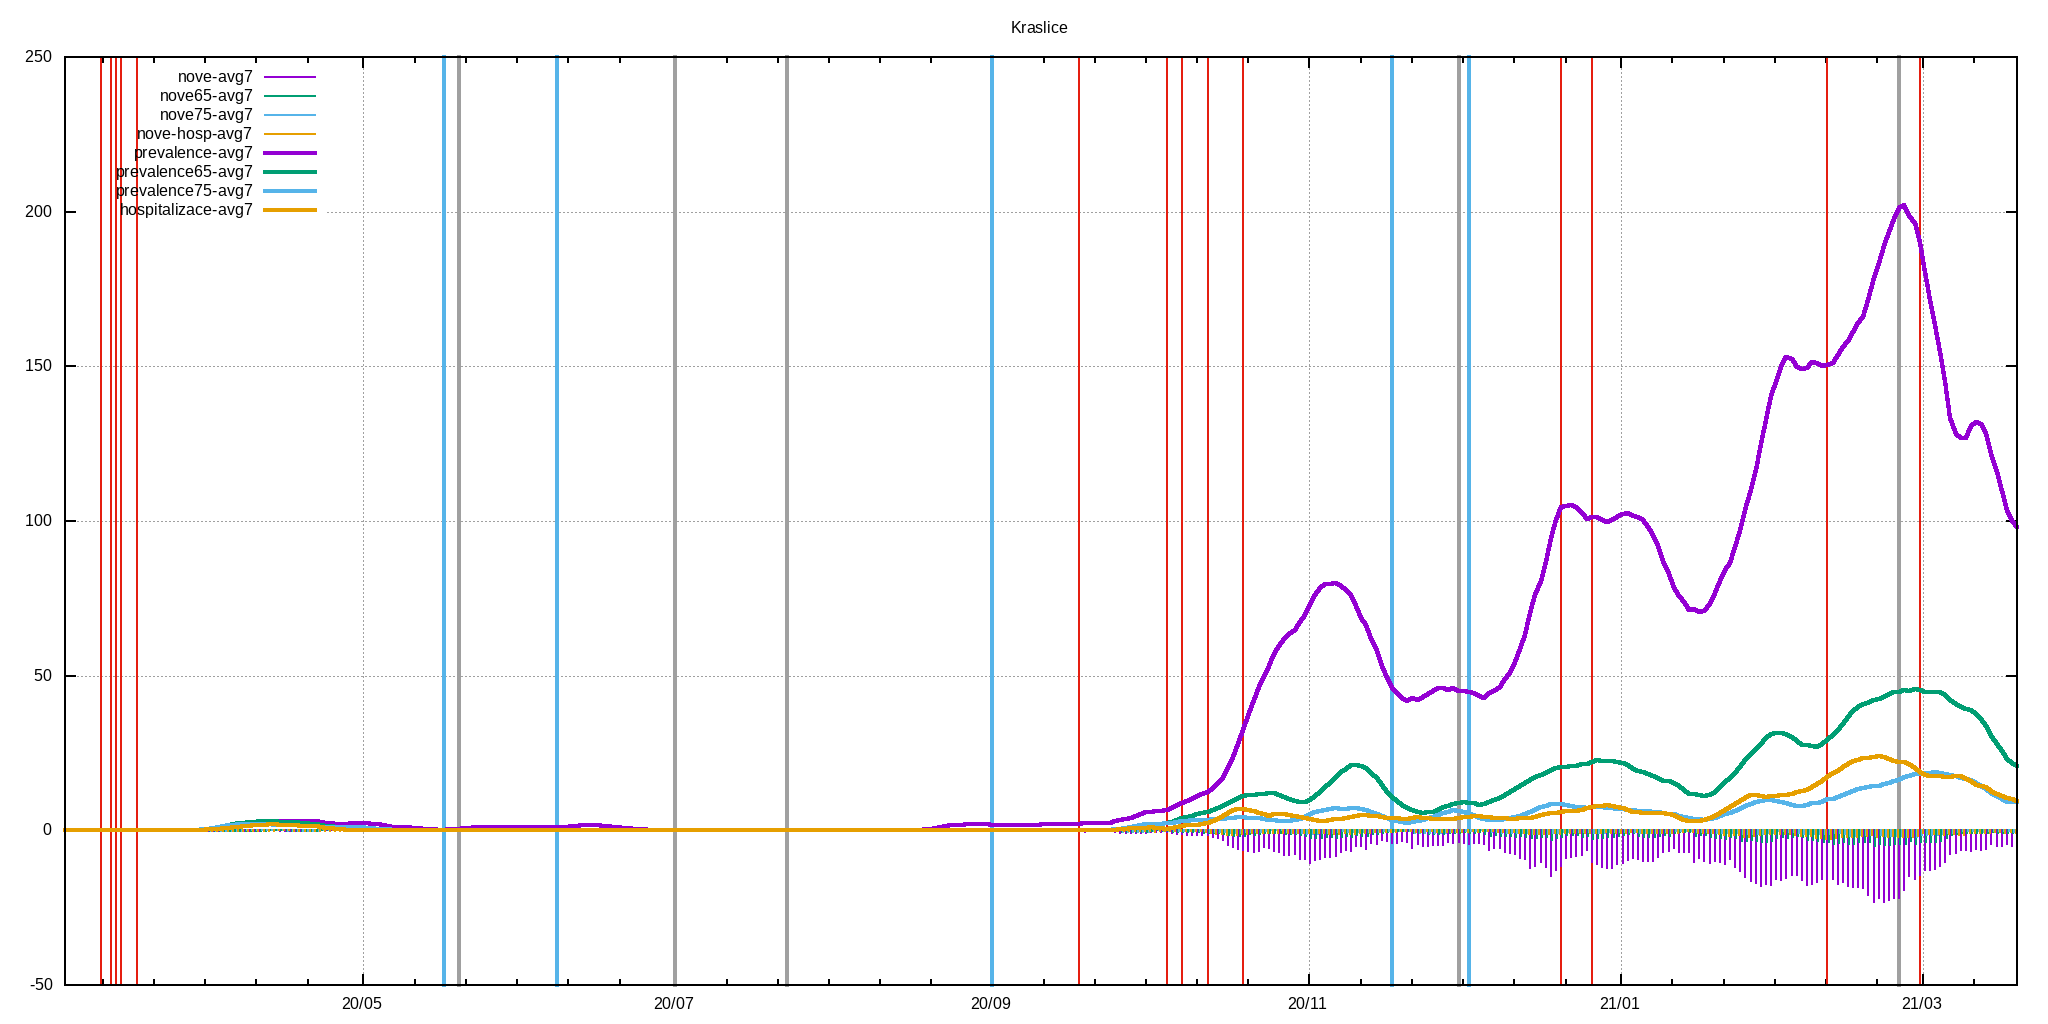 Kraslice
250
200
150
100
50
0
-50
nove-avg7
nove65-avg7
nove75-avg7
nove-hosp-avg7
prevalence-avg7
prevalence65-avg7
prevalence75-avg7
hospitalizace-avg7
20/05
20/07
20/09
20/11
21/01
21/03